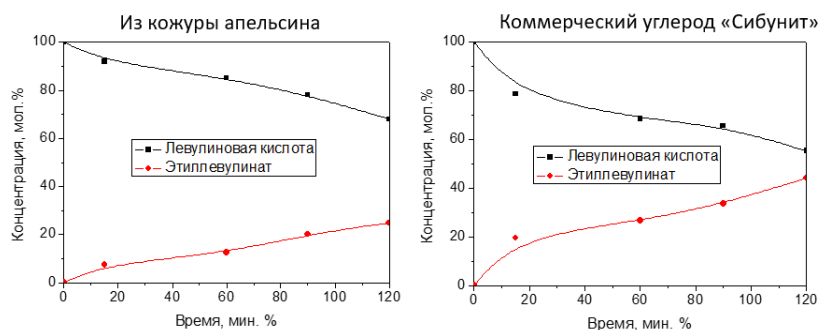 Из кожуры апельсина
Концентрация, мол.%
100
80
60
40
20
0
Левулиновая кислота
Этиллевулинат
0 20 40 60 80 100 120
Время, мин. %
Коммерческий углерод «Сибунит»
Концентрация, мол.%
100
80
60
40
20
0
Левулиновая кислота
Этиллевулинат
0 20 40 60 80 100 120
Время, мин. %